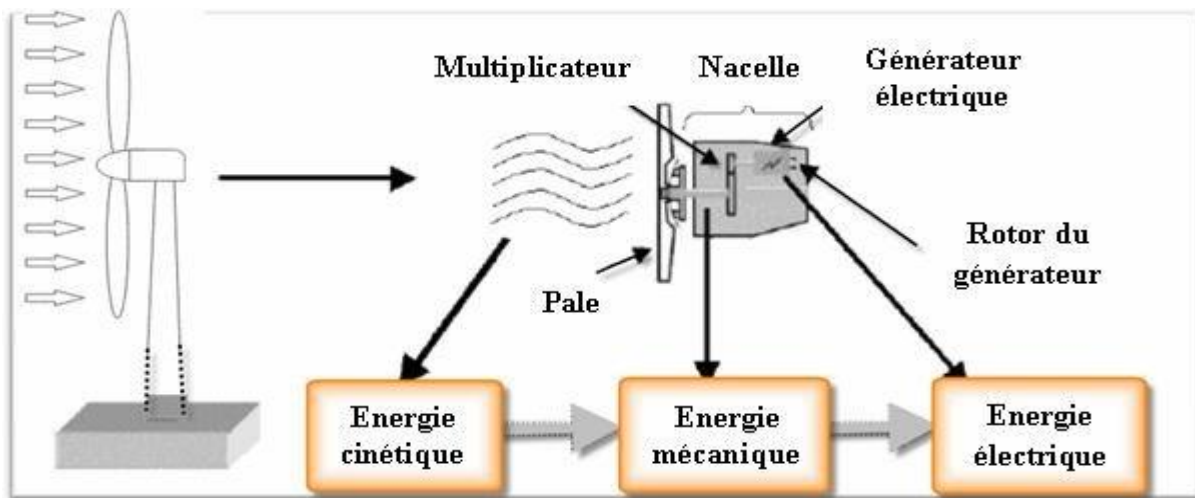 Multiplicateur
Nacelle
Générateur
électrique
Rotor du
générateur
Pale
Energie
cinétique
Energie
mécanique
Energie
électrique